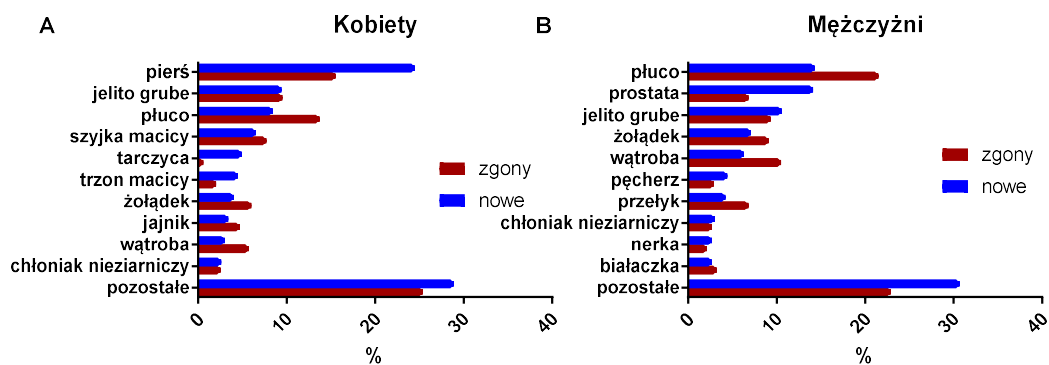 A
Kobiety
pierś
jelito grube
płuco
szyjka macicy
tarczyca
trzon macicy
żołądek
jajnik
wątroba
chłoniak nieziarniczy
pozostałe
zgony
nowe
0
10
20
30
40
%
B
Mężczyżni
płuco
prostata
jelito grube
żołądek
wątroba
pęcherz
przełyk
chłoniak nieziarniczy
nerka
białaczka
pozostałe
zgony
nowe
0
10
20
30
40
%